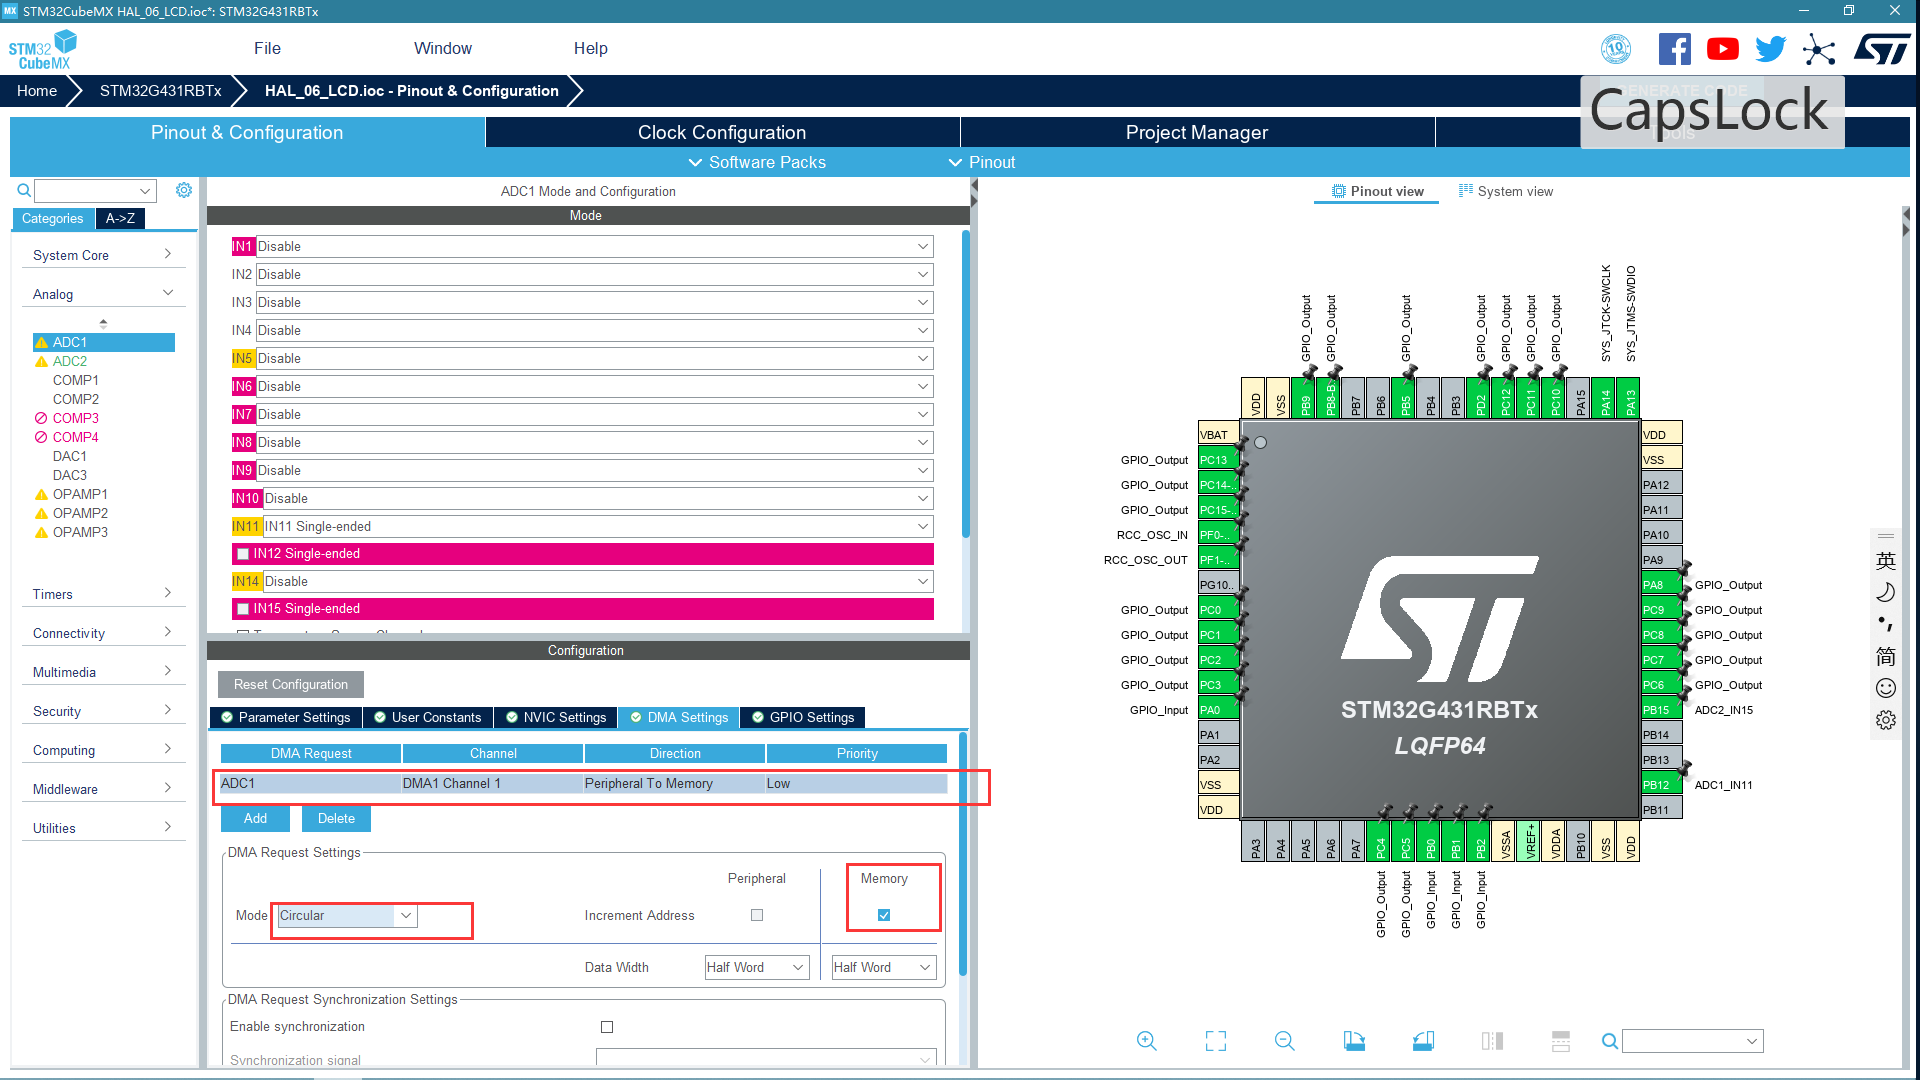 MX STM32CubeMX HAL_06_LCD.ioc*: STM32G431RBTx
STM32 CubeMX
File Window Help
10
Home STM32G431RBTx HAL_06_LCD.ioc - Pinout & Configuration GENERATE CODE
CapsLock
Pinout & Configuration Clock Configuration Project Manager Tools
Software Packs Pinout
ADC1 Mode and Configuration
Pinout view System view
Categories A->Z
Mode
System Core
Analog
ADC1
ADC2
COMP1
COMP2
COMP3
COMP4
DAC1
DAC3
OPAMP1
OPAMP2
OPAMP3
Timers
Connectivity
Multimedia
Security
Computing
Middleware
Utilities
IN1 Disable
IN2 Disable
IN3 Disable
IN4 Disable
IN5 Disable
IN6 Disable
IN7 Disable
IN8 Disable
IN9 Disable
IN10 Disable
IN11 IN11 Single-ended
IN12 Single-ended
IN14 Disable
IN15 Single-ended
Configuration
Reset Configuration
Parameter Settings User Constants NVIC Settings DMA Settings GPIO Settings
DMA Request Channel Direction Priority
ADC1 DMA1 Channel 1 Peripheral To Memory Low
Add Delete
DMA Request Settings
Peripheral Memory
Mode Circular Increment Address
Data Width Half Word Half Word
DMA Request Synchronization Settings
Enable synchronization
Synchronization signal
GPIO_Output GPIO_Output GPIO_Output GPIO_Output GPIO_Output GPIO_Output GPIO_Output SYS_JTCK-SWCLK SYS_JTMS-SWDIO
VDD VSS PB9 PB8-B.. PB7 PB6 PB5 PB4 PB3 PD2 PC12 PC11 PC10 PA15 PA14 PA13
VBAT VDD
GPIO_Output PC13 VSS
GPIO_Output PC14-.. PA12
GPIO_Output PC15-.. PA11
RCC_OSC_IN PF0-.. PA10
RCC_OSC_OUT PF1-.. PA9
PG10.. PA8 GPIO_Output
GPIO_Output PC0 PC9 GPIO_Output
GPIO_Output PC1 PC8 GPIO_Output
GPIO_Output PC2 PC7 GPIO_Output
GPIO_Output PC3 PC6 GPIO_Output
GPIO_Input PA0 PB15 ADC2_IN15
PA1 PB14
PA2 PB13
VSS PB12 ADC1_IN11
VDD PB11
STM32G431RBTx
LQFP64
PA3 PA4 PA5 PA6 PA7 PC4 PC5 PB0 PB1 PB2 VSSA VREF+ VDDA PB10 VSS VDD
GPIO_Output GPIO_Output GPIO_Input GPIO_Input GPIO_Input
英
简